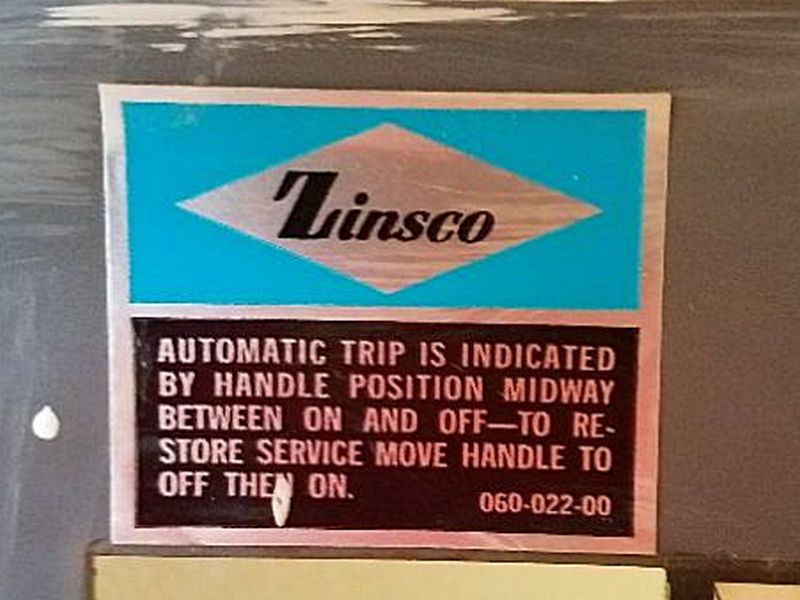 Zinsco
AUTOMATIC TRIP IS INDICATED
BY HANDLE POSITION MIDWAY
BETWEEN ON AND OFF—TO RE-
STORE SERVICE MOVE HANDLE TO
OFF THEN ON.
060-022-00